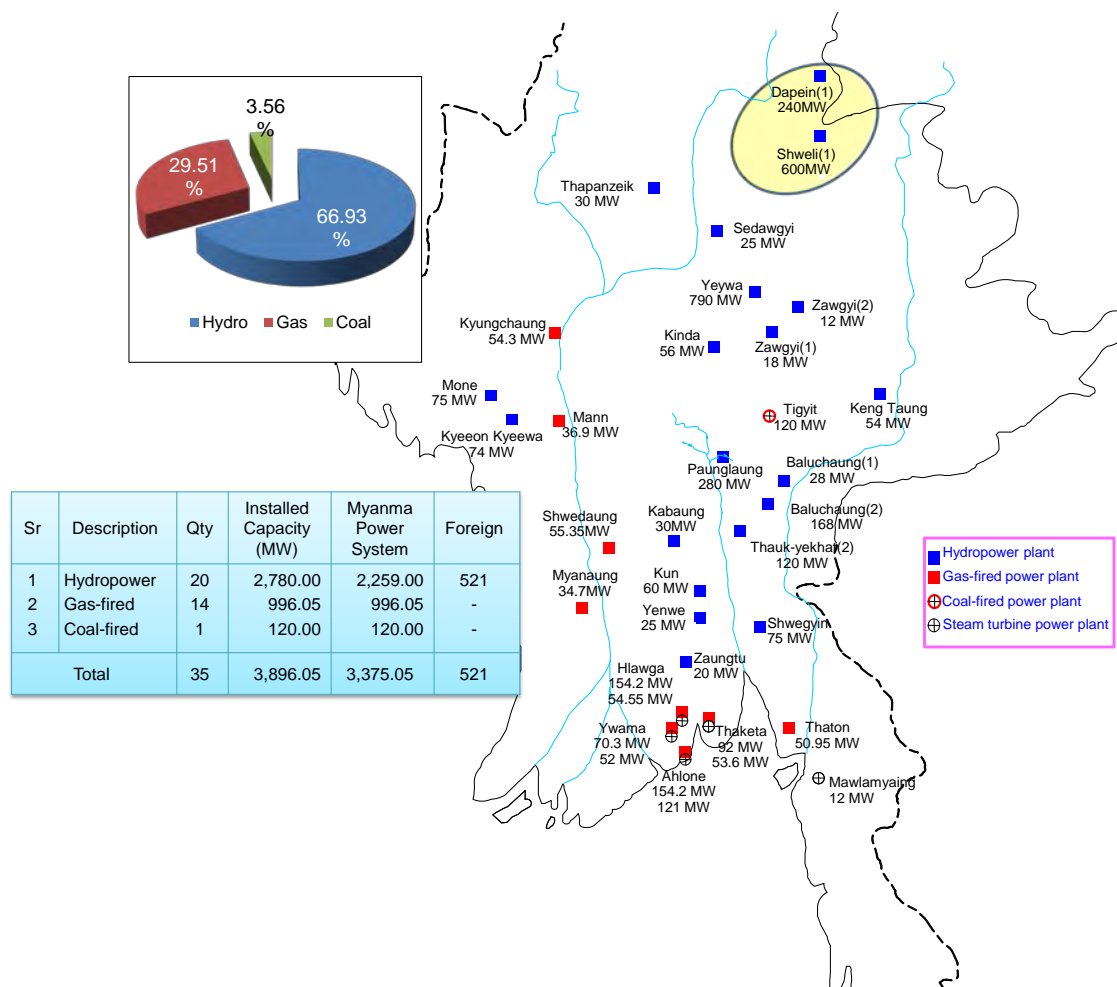 3.56
%
29.51
%
66.93
%
Hydro Gas Coal
Dapein(1)
240MW
Shweli(1)
600MW
Thapanzeik
30 MW
Sedawgyi
25 MW
Yeywa
790 MW
Zawgyi(2)
12 MW
Kyungchaung
54.3 MW
Kinda
56 MW
Zawgyi(1)
18 MW
Mone
75 MW
Kyeeon Kyeewa
74 MW
Mann
36.9 MW
Tigyit
120 MW
Keng Taung
54 MW
Paunglaung
280 MW
Baluchaung(1)
28 MW
Baluchaung(2)
168 MW
Shwedaung
55.35MW
Kabaung
30MW
Thauk-yekhat(2)
120 MW
Myanaung
34.7MW
Kun
60 MW
Yenwe
25 MW
Shwegyin
75 MW
Zaungtu
20 MW
Hlawga
154.2 MW
54.55 MW
Ywama
70.3 MW
52 MW
Thaketa
92 MW
53.6 MW
Thaton
50.95 MW
Ahlone
154.2 MW
121 MW
Mawlamyaing
12 MW
Sr Description Qty Installed Capacity (MW) Myanma Power System Foreign
1 Hydropower 20 2,780.00 2,259.00 521
2 Gas-fired 14 996.05 996.05 -
3 Coal-fired 1 120.00 120.00 -
Total 35 3,896.05 3,375.05 521
Hydropower plant
Gas-fired power plant
Coal-fired power plant
Steam turbine power plant